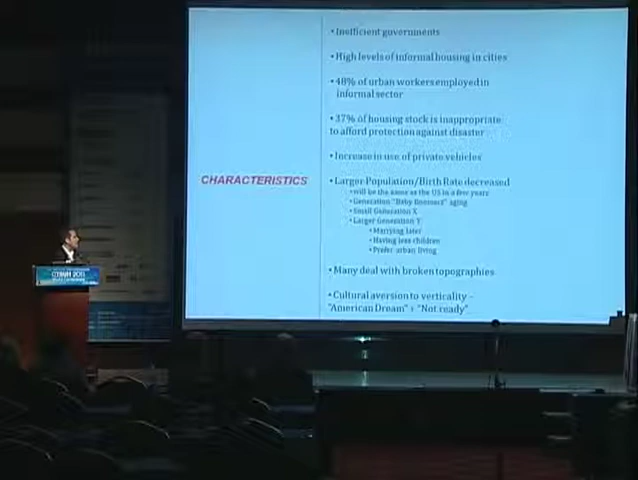 • Inefficient governments
• High levels of informal housing in cities
• 48% of urban workers employed in
informal sector
• 37% of housing stock is inappropriate
to afford protection against disaster
• Increase in use of private vehicles
CHARACTERISTICS
• Larger Population/Birth Rate decreased
• will be the same as the US in a few years
• Generation "Baby Boomers" aging
• Small Generation X
• Larger Generation Y
• Marrying later
• Having less children
• Prefer urban living
• Many deal with broken topographies
• Cultural aversion to verticality –
"American Dream" + "Not ready"